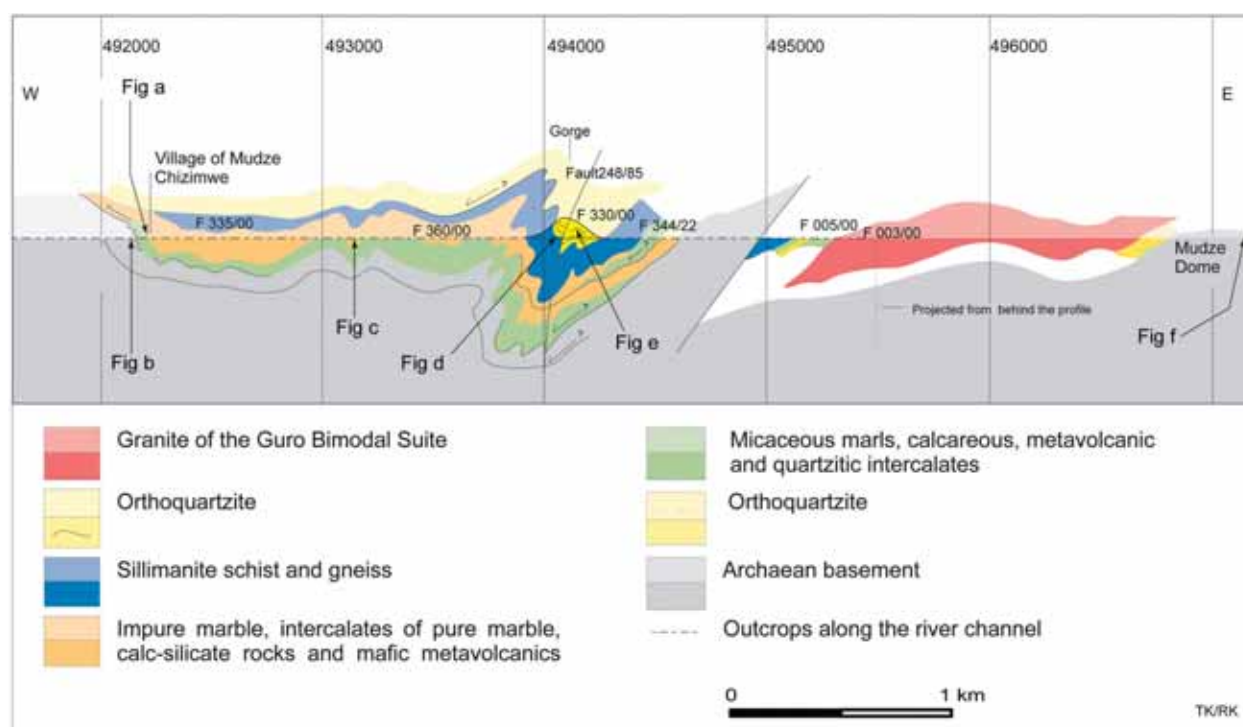 492000
493000
494000
495000
496000
W
E
Fig a
Village of Mudze
Chizimwe
Gorge
Fault248/85
F 335/00
F 360/00
F 330/00
F 344/22
F 005/00
F 003/00
?
?
?
?
Mudze
Dome
Projected from behind the profile
Fig b
Fig c
Fig d
Fig e
Fig f
Granite of the Guro Bimodal Suite
Orthoquartzite
Sillimanite schist and gneiss
Impure marble, intercalates of pure marble,
calc-silicate rocks and mafic metavolcanics
Micaceous marls, calcareous, metavolcanic
and quartzitic intercalates
Orthoquartzite
Archaean basement
Outcrops along the river channel
0 1 km
TK/RK